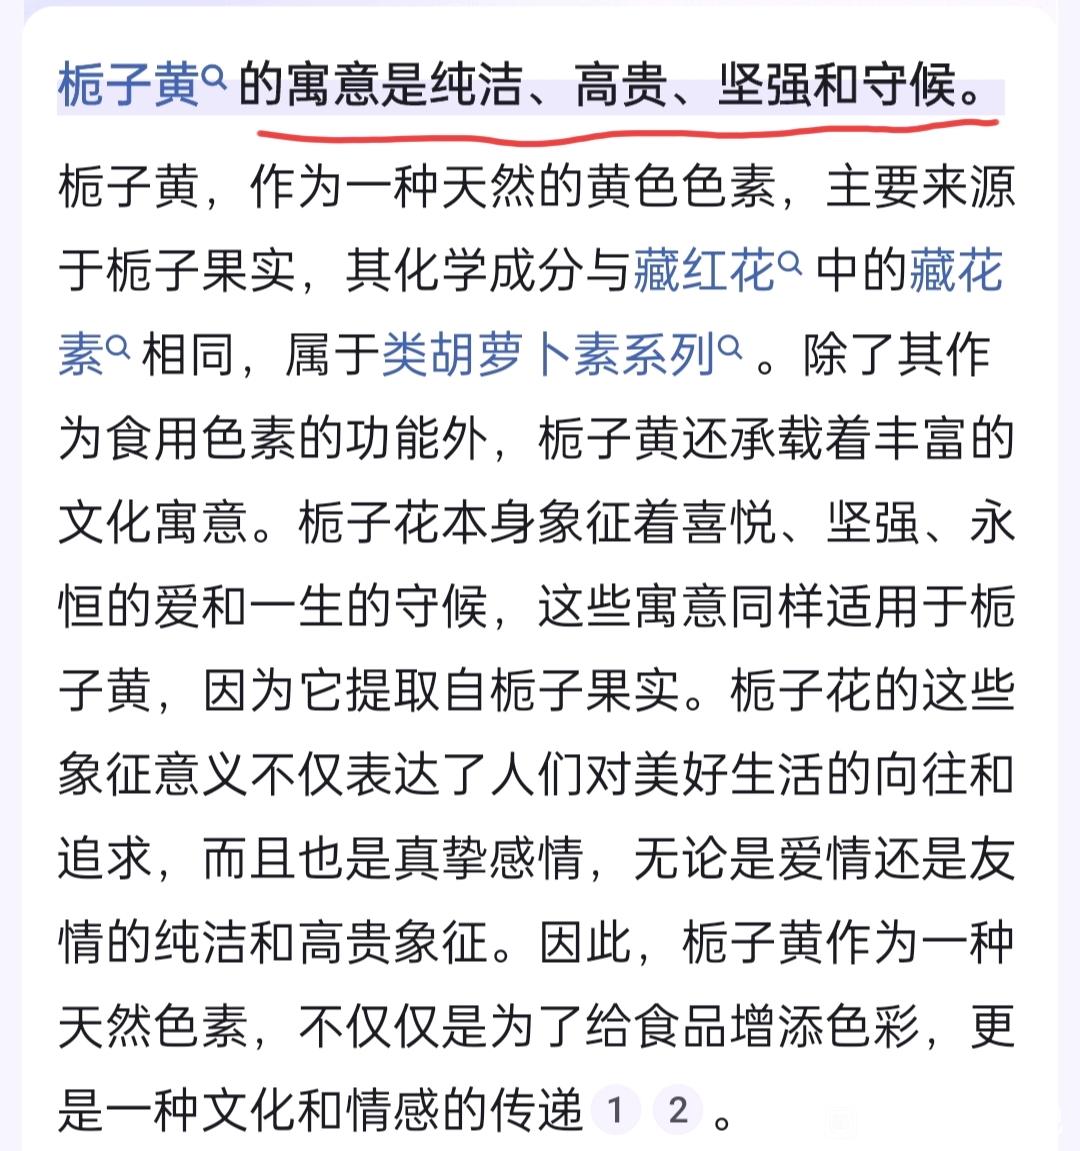 栀子黄的寓意是纯洁、高贵、坚强和守候。
栀子黄，作为一种天然的黄色色素，主要来源
于栀子果实，其化学成分与藏红花中的藏花
素相同，属于类胡萝卜素系列。除了其作
为食用色素的功能外，栀子黄还承载着丰富的
文化寓意。栀子花本身象征着喜悦、坚强、永
恒的爱和一生的守候，这些寓意同样适用于栀
子黄，因为它提取自栀子果实。栀子花的这些
象征意义不仅表达了人们对美好生活的向往和
追求，而且也是真挚感情，无论是爱情还是友
情的纯洁和高贵象征。因此，栀子黄作为一种
天然色素，不仅仅是为了给食品增添色彩，更
是一种文化和情感的传递 1 2 。